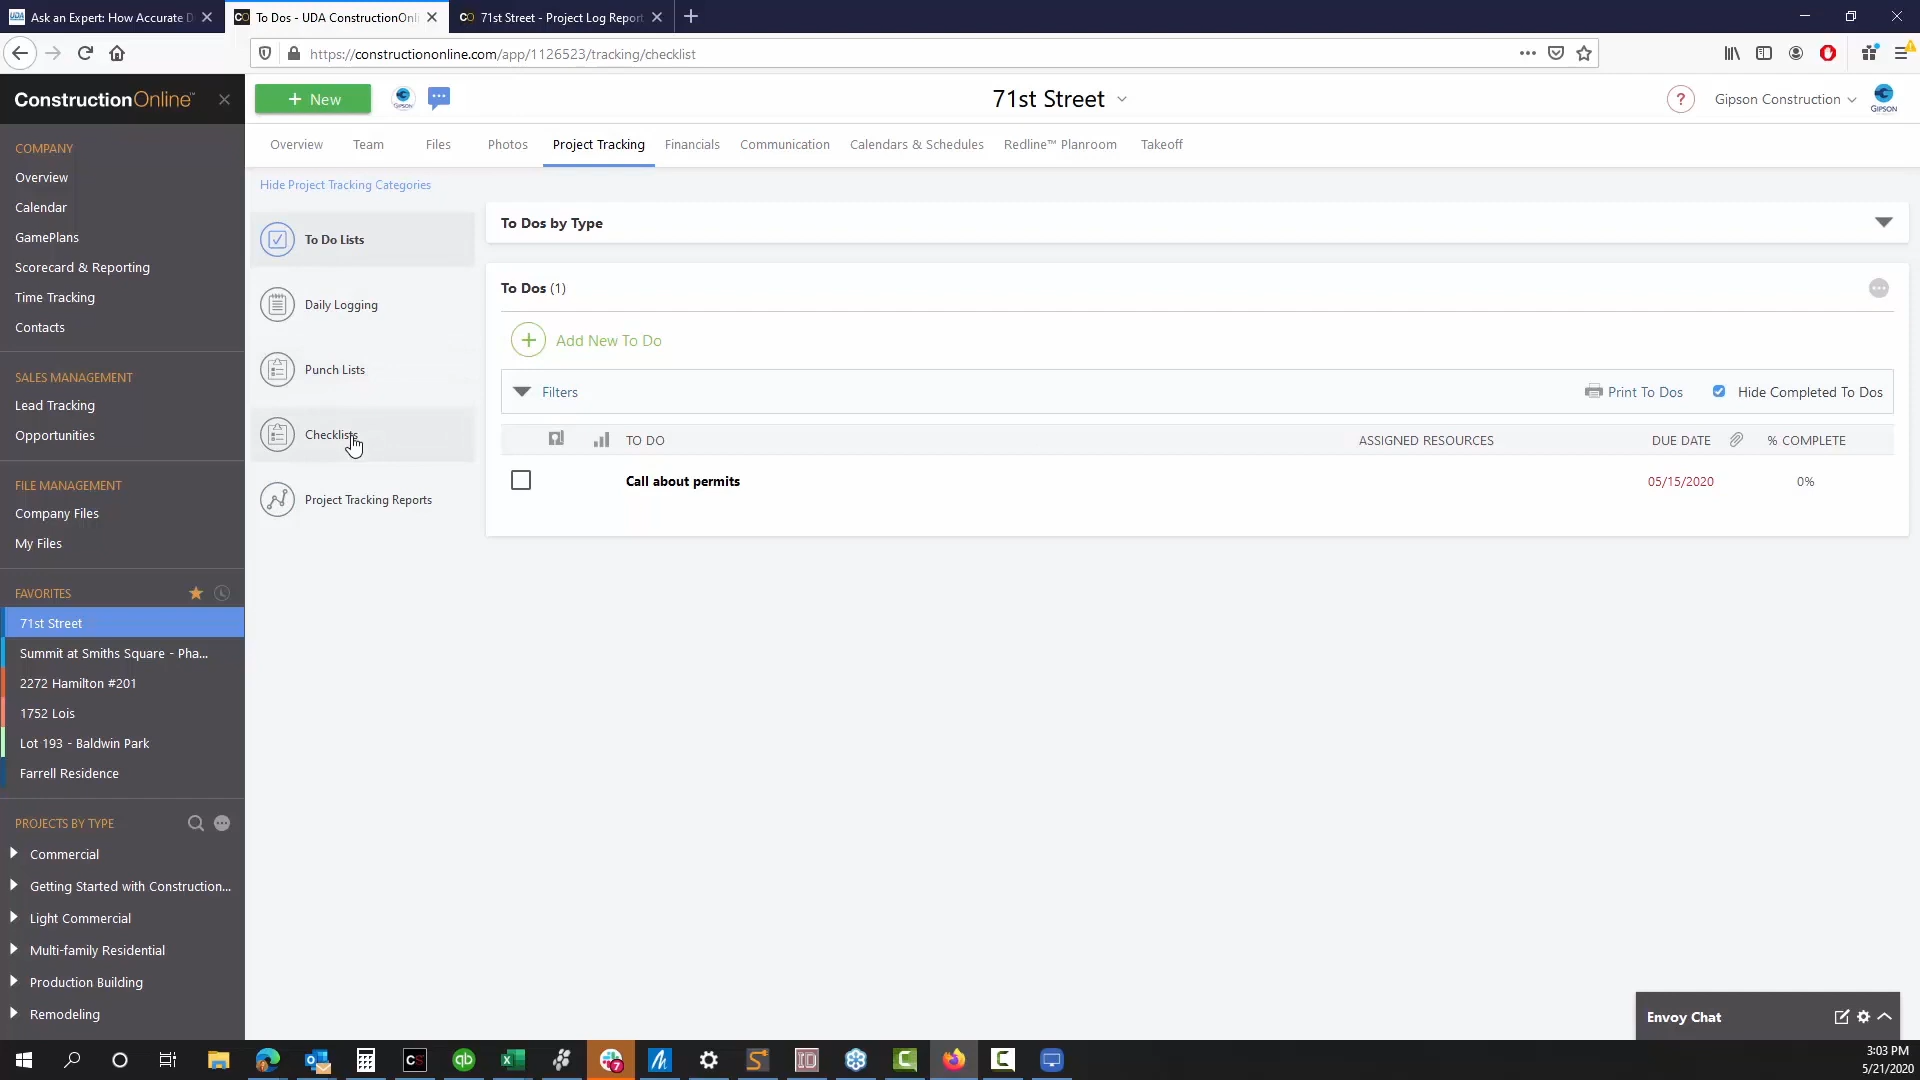 Ask an Expert: How Accurate D
To Dos - UDA ConstructionOnli
71st Street - Project Log Report
https://constructiononline.com/app/1126523/tracking/checklist
ConstructionOnline™
+ New
71st Street
?
Gipson Construction
GIPSON
Overview
Team
Files
Photos
Project Tracking
Financials
Communication
Calendars & Schedules
Redline™ Planroom
Takeoff
COMPANY
Overview
Calendar
GamePlans
Scorecard & Reporting
Time Tracking
Contacts
SALES MANAGEMENT
Lead Tracking
Opportunities
FILE MANAGEMENT
Company Files
My Files
FAVORITES
71st Street
Summit at Smiths Square - Pha...
2272 Hamilton #201
1752 Lois
Lot 193 - Baldwin Park
Farrell Residence
PROJECTS BY TYPE
Commercial
Getting Started with Construction...
Light Commercial
Multi-family Residential
Production Building
Remodeling
Hide Project Tracking Categories
To Do Lists
Daily Logging
Punch Lists
Checklists
Project Tracking Reports
To Dos by Type
To Dos (1)
Add New To Do
Filters
Print To Dos
Hide Completed To Dos
TO DO
ASSIGNED RESOURCES
DUE DATE
% COMPLETE
Call about permits
05/15/2020
0%
Envoy Chat
3:03 PM
5/21/2020